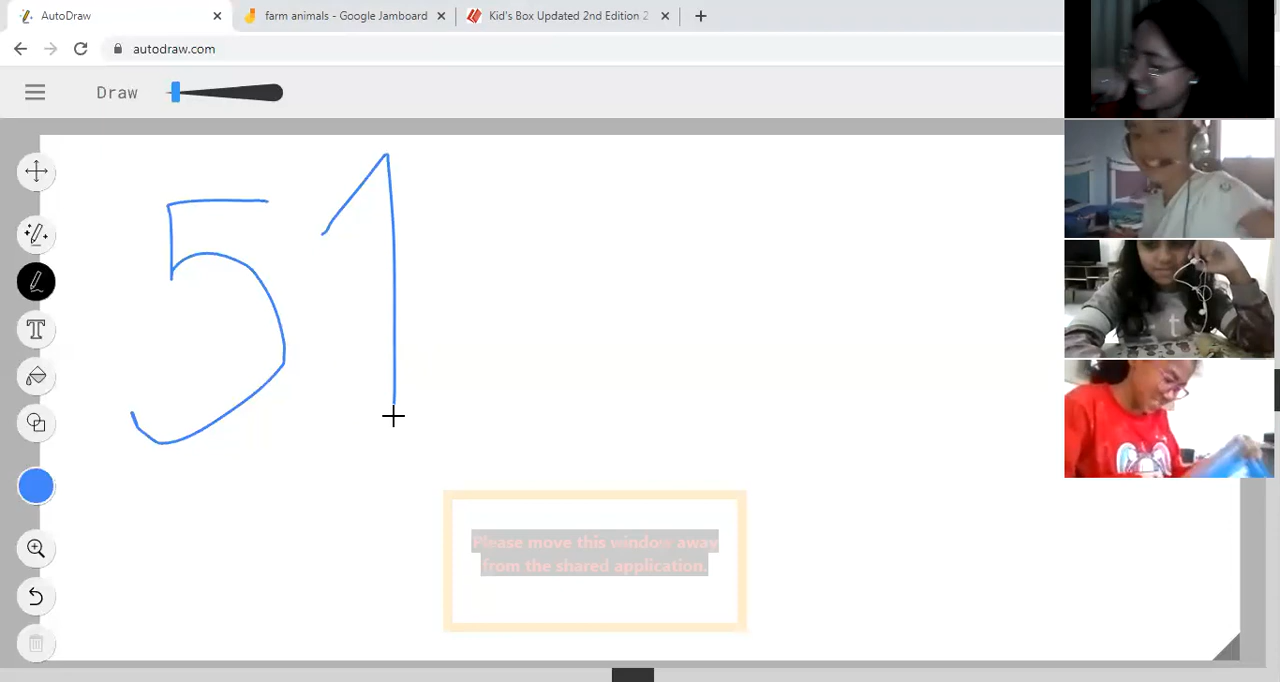 AutoDraw
farm animals - Google Jamboard
Kid's Box Updated 2nd Edition 2
autodraw.com
Draw
51
T
Please move this window away
from the shared application.